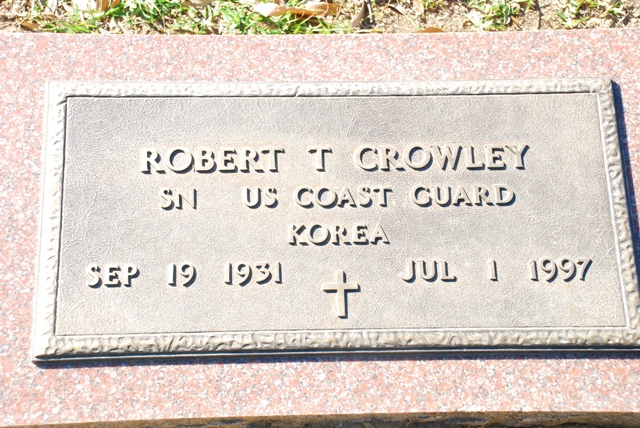 ROBERT T CROWLEY
SN US COAST GUARD
KOREA
SEP 19 1931 JUL 1 1997